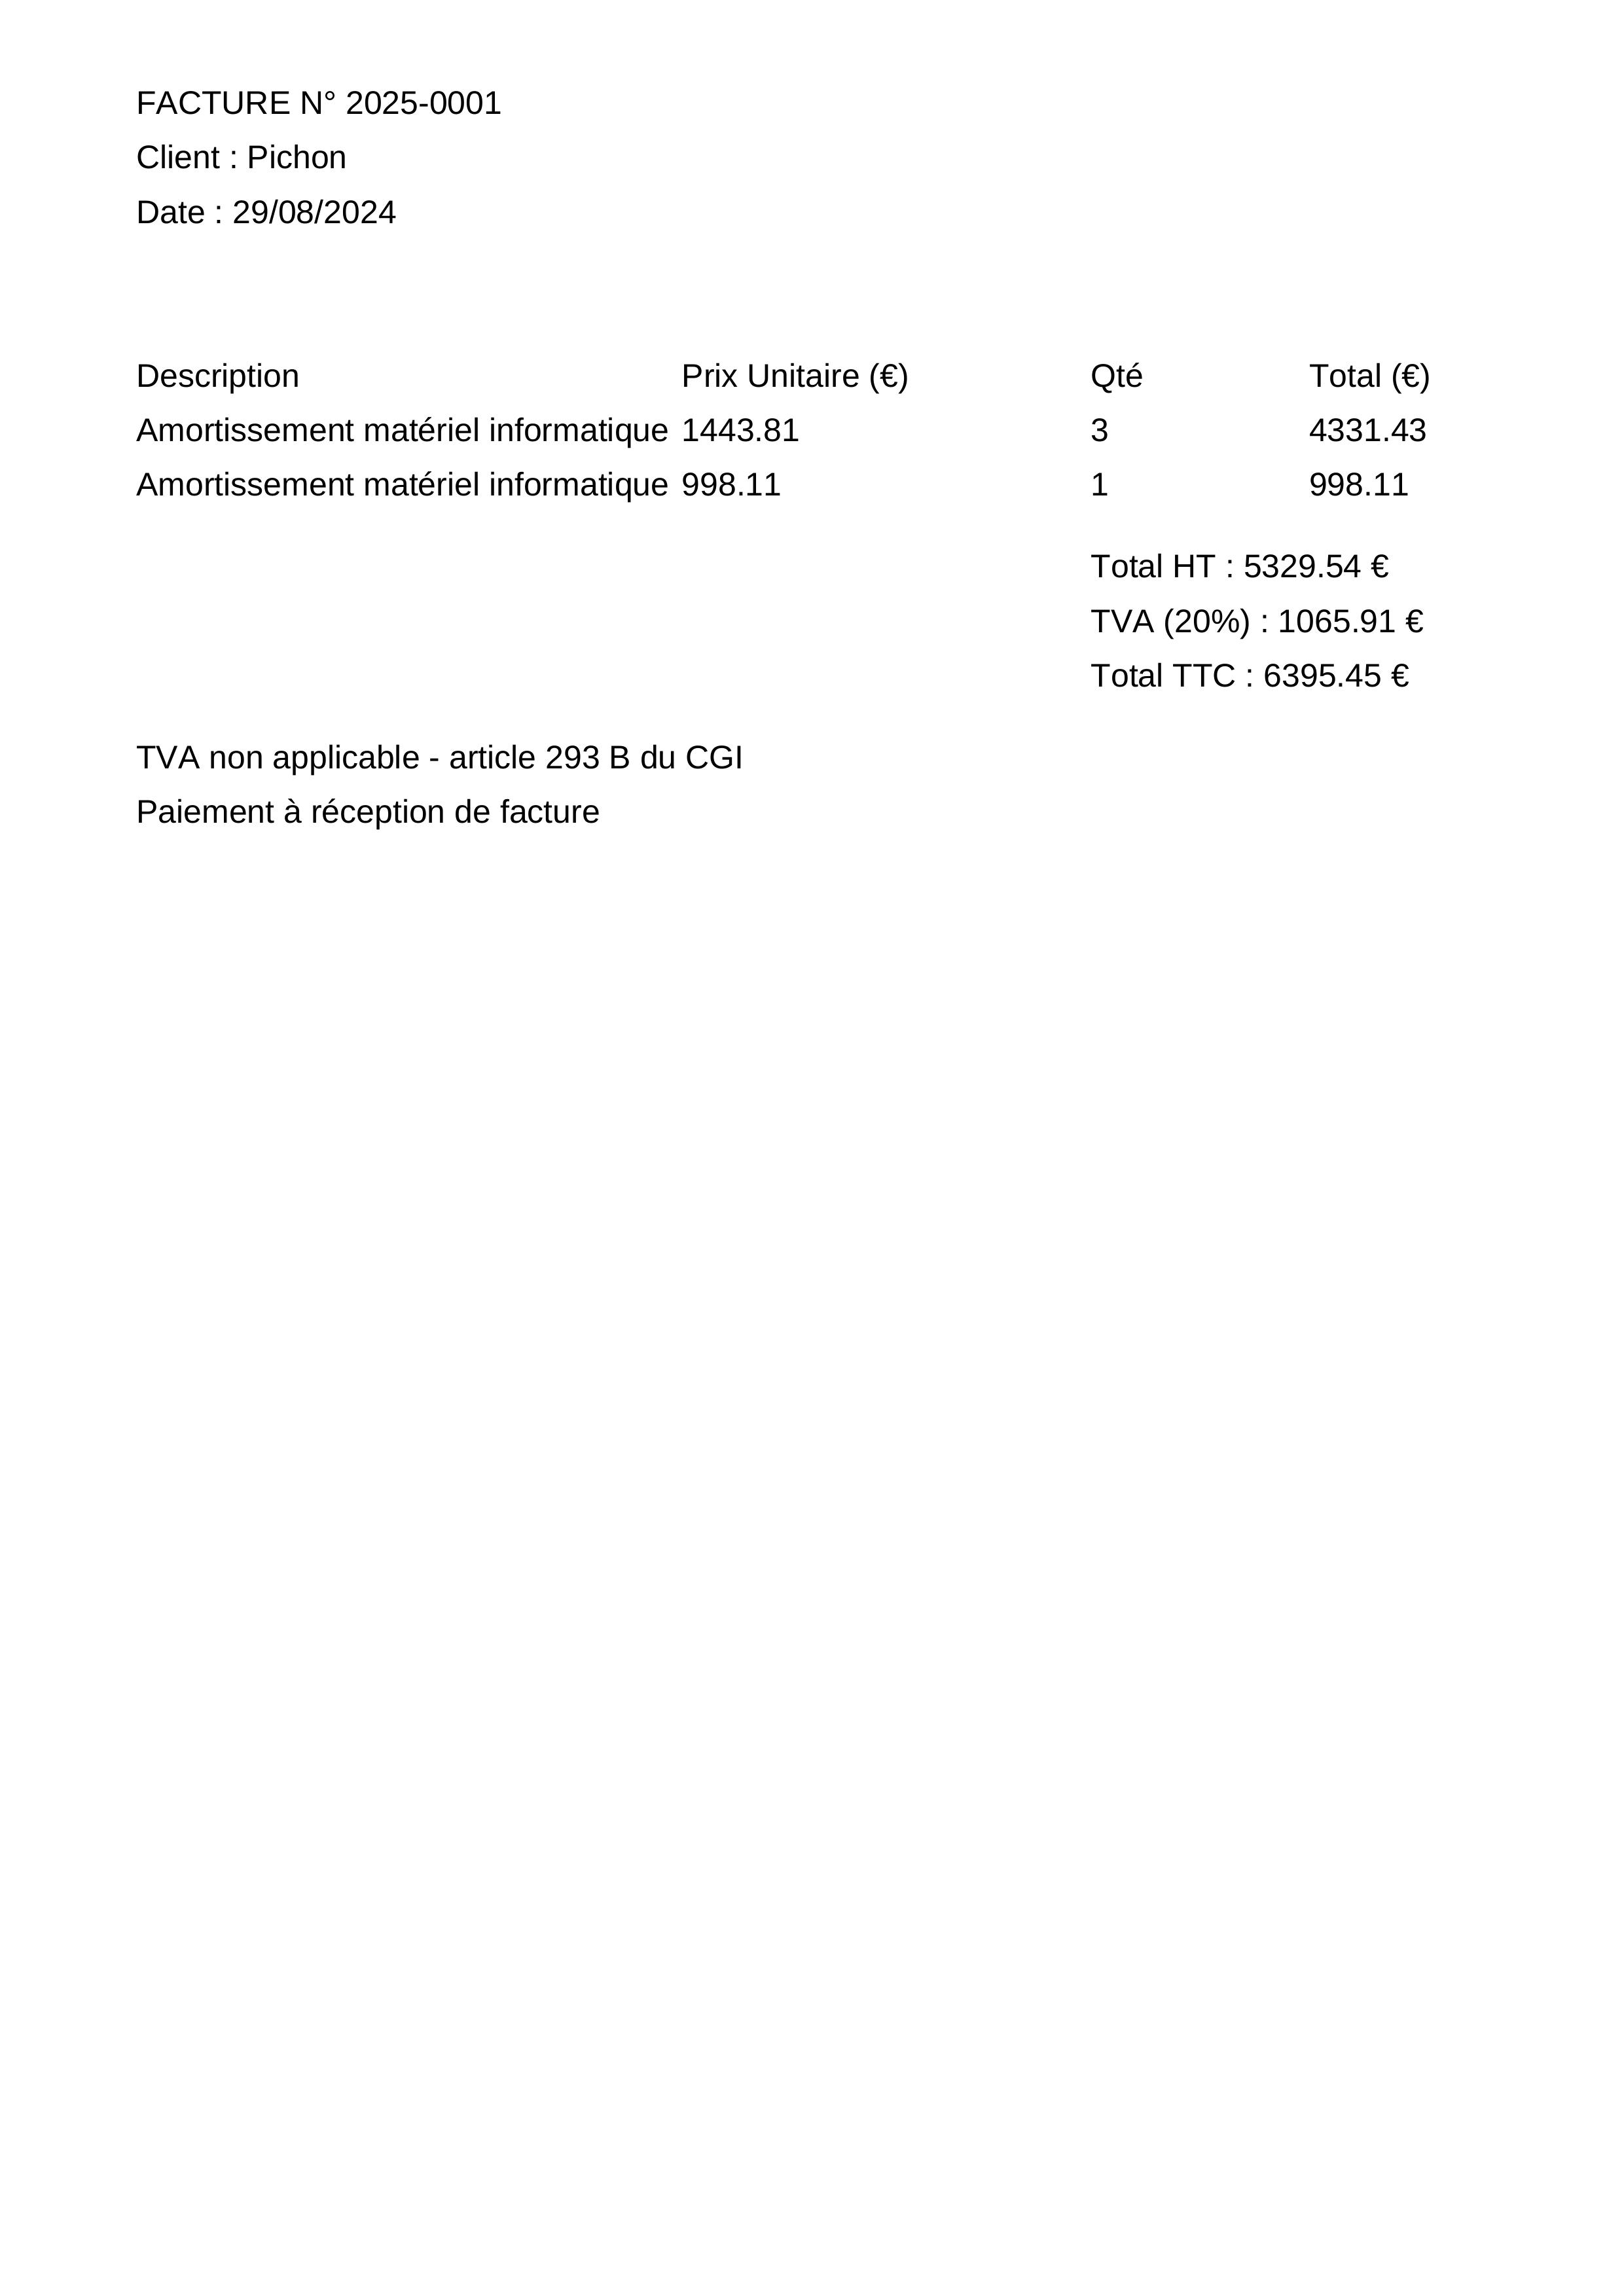 FACTURE N° 2025-0001
Client : Pichon
Date : 29/08/2024
Description Prix Unitaire (€) Qté Total (€)
Amortissement matériel informatique 1443.81 3 4331.43
Amortissement matériel informatique 998.11 1 998.11
Total HT : 5329.54 €
TVA (20%) : 1065.91 €
Total TTC : 6395.45 €
TVA non applicable - article 293 B du CGI
Paiement à réception de facture